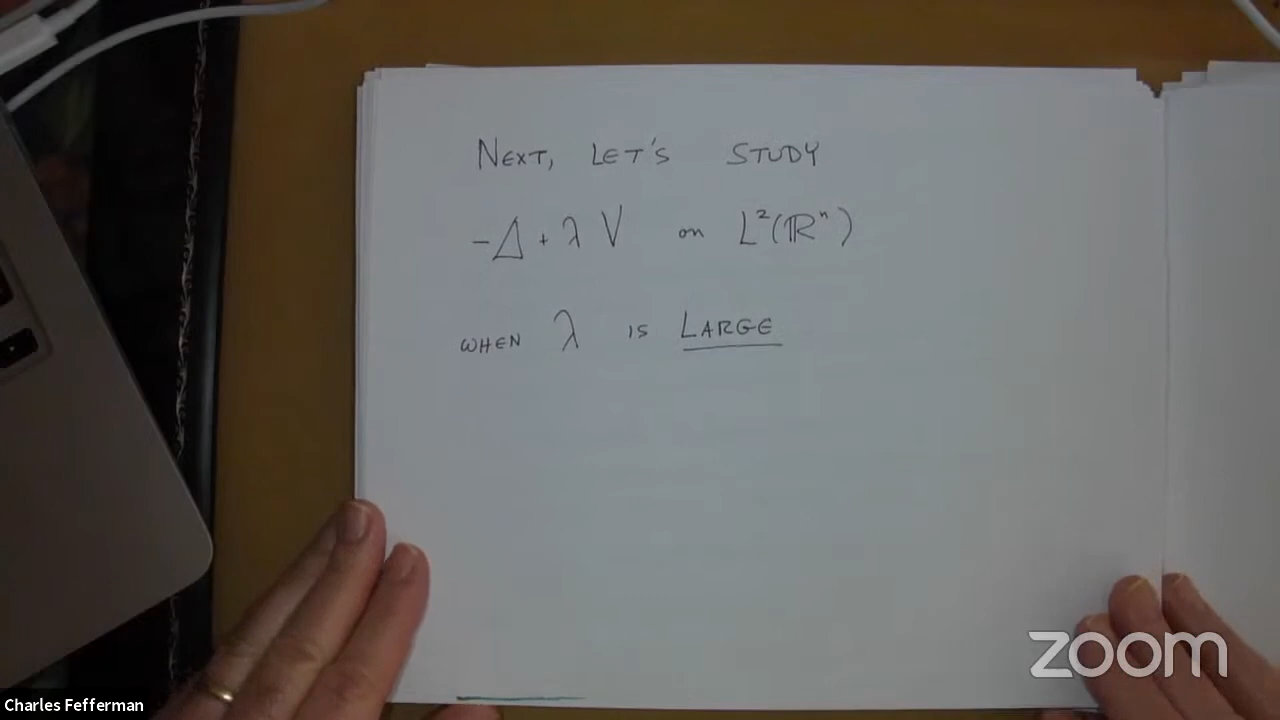 NEXT, LET'S STUDY
-Δ + λ V on L²(ℝⁿ)
WHEN λ IS LARGE
zoom
Charles Fefferman